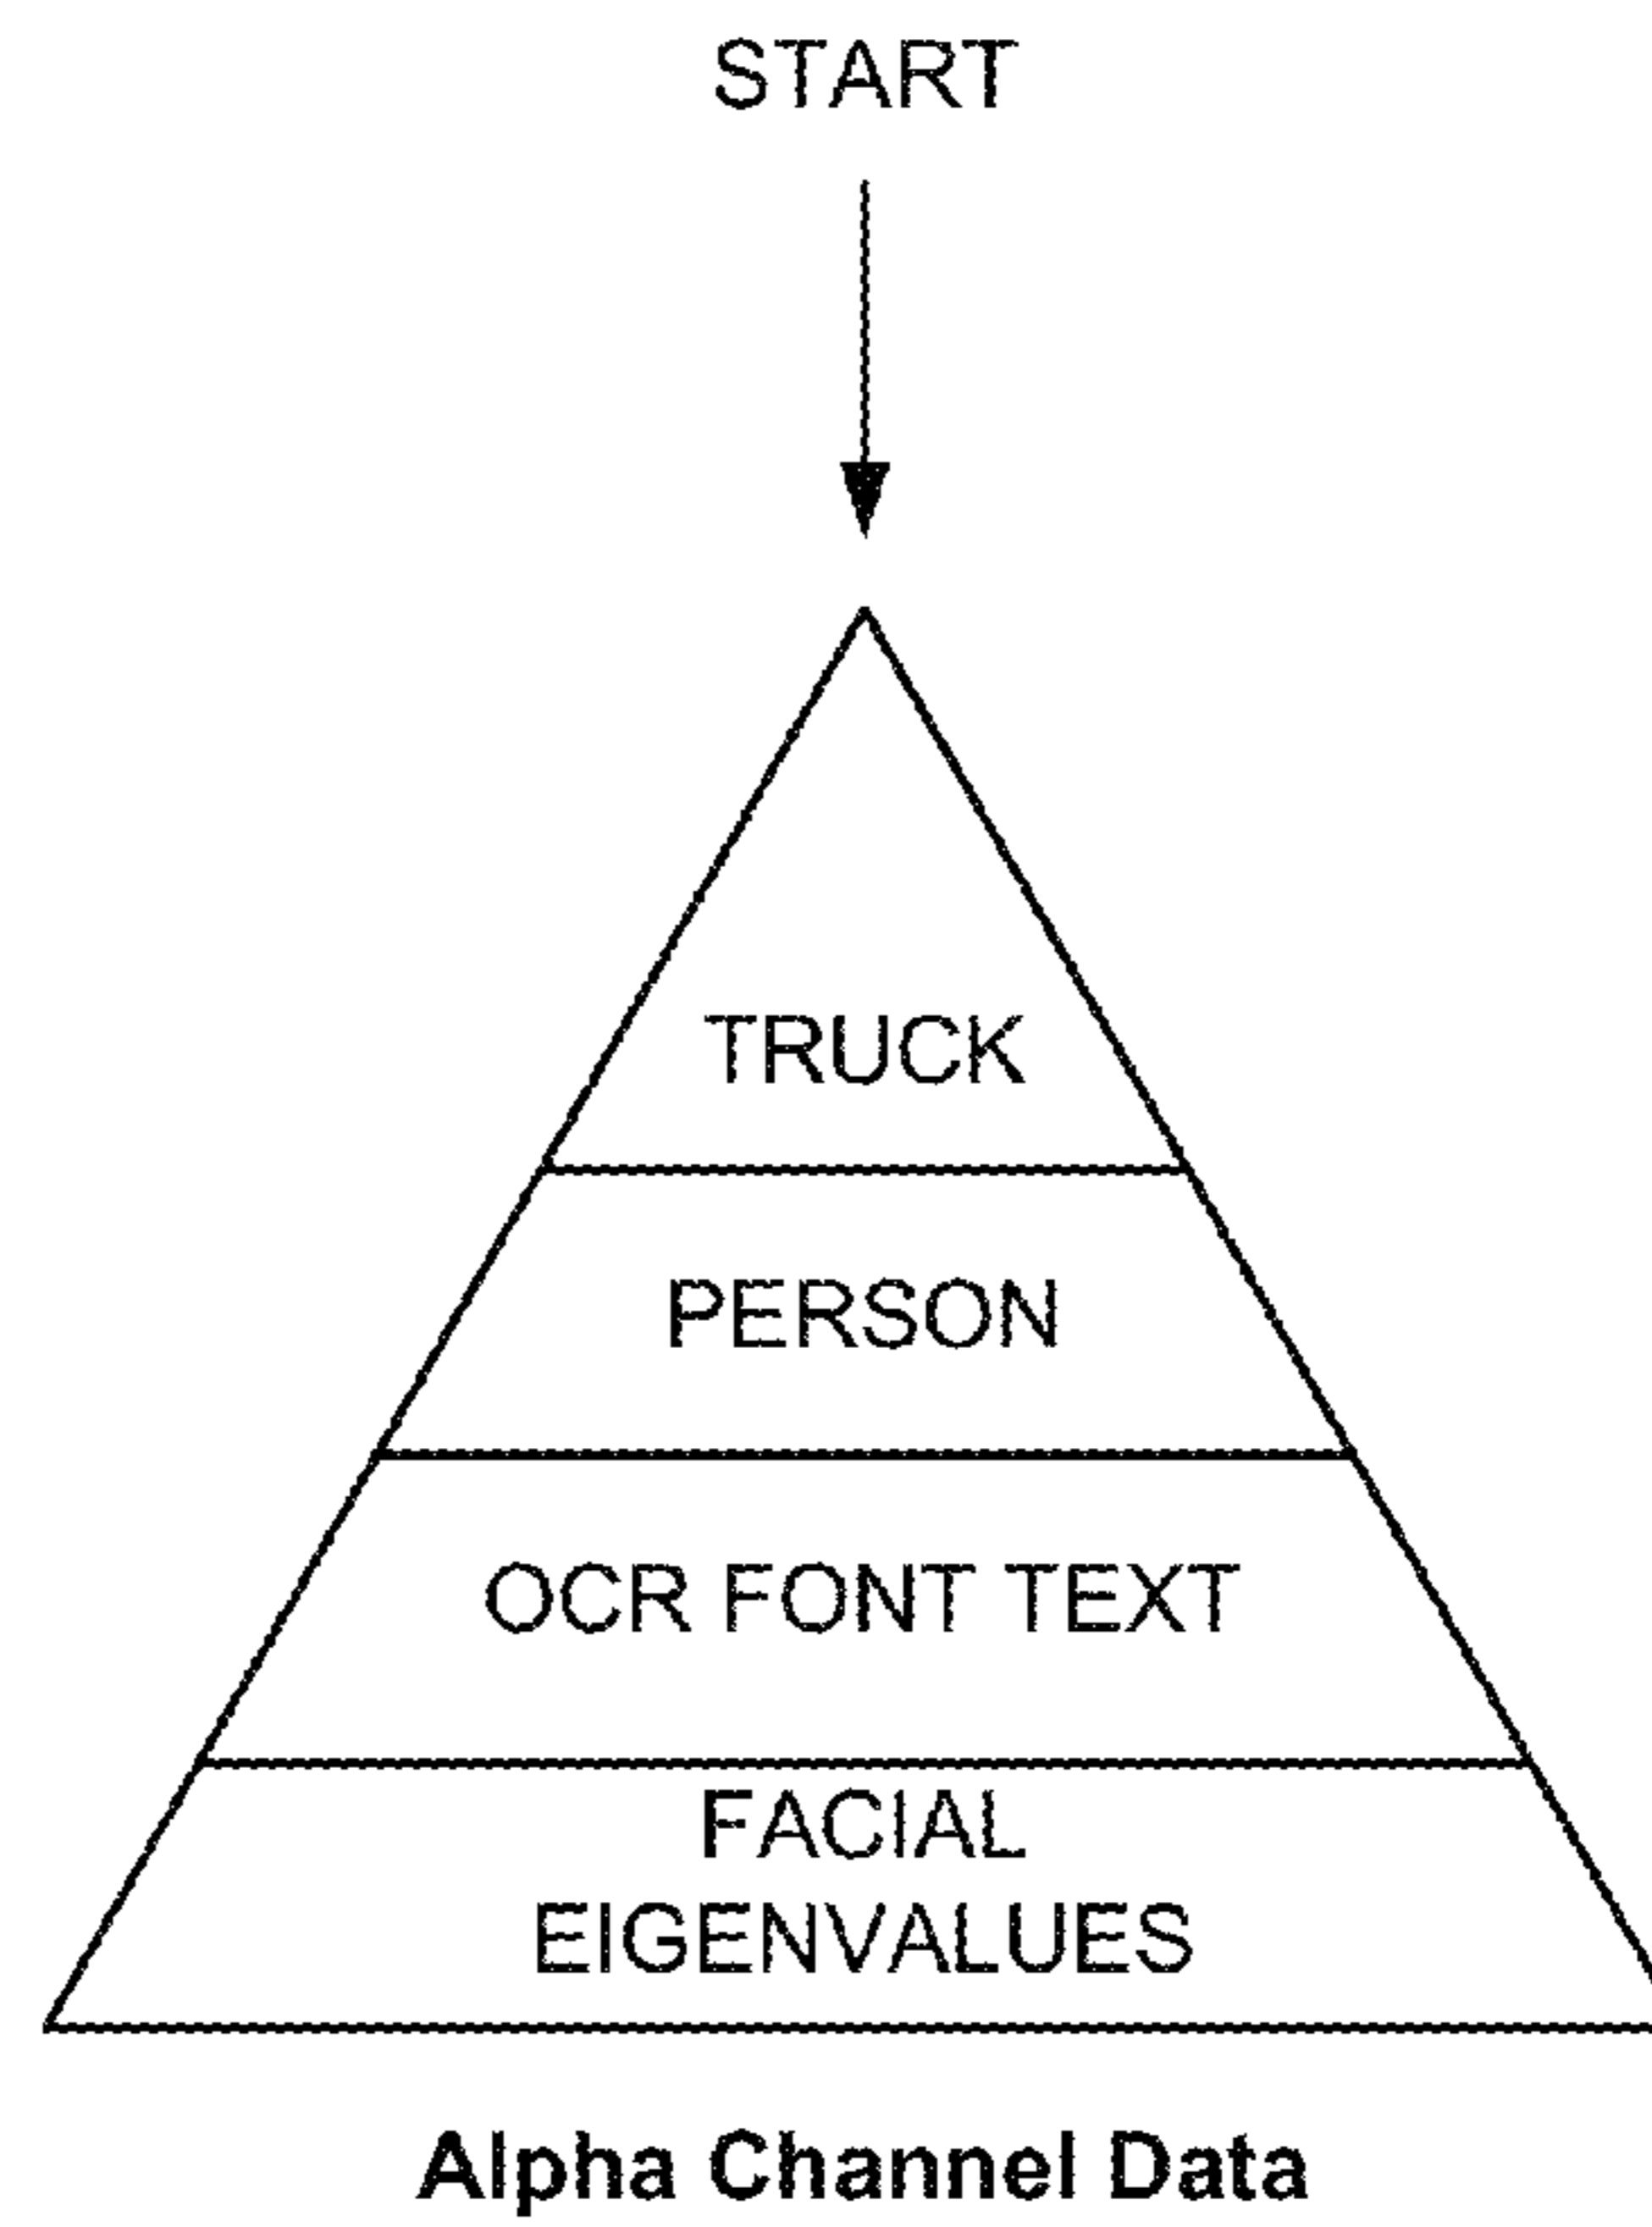 START
TRUCK
PERSON
OCR FONT TEXT
FACIAL
EIGENVALUES
Alpha Channel Data